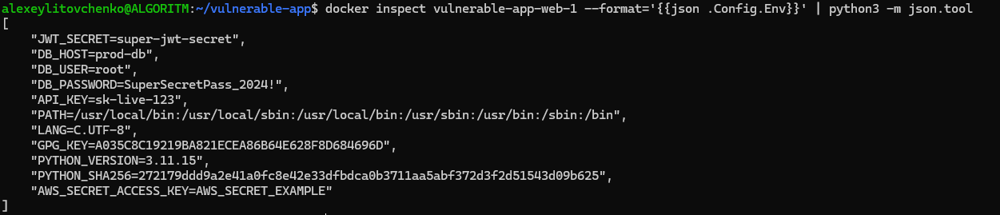 alexeylitovchenko@ALGORITM:~/vulnerable-app$ docker inspect vulnerable-app-web-1 --format='{{json .Config.Env}}' | python3 -m json.tool
[
    "JWT_SECRET=super-jwt-secret",
    "DB_HOST=prod-db",
    "DB_USER=root",
    "DB_PASSWORD=SuperSecretPass_2024!",
    "API_KEY=sk-live-123",
    "PATH=/usr/local/bin:/usr/local/sbin:/usr/local/bin:/usr/sbin:/usr/bin:/sbin:/bin",
    "LANG=C.UTF-8",
    "GPG_KEY=A035C8C19219BA821ECEA86B64E628F8D684696D",
    "PYTHON_VERSION=3.11.15",
    "PYTHON_SHA256=272179ddd9a2e41a0fc8e42e33dfbdca0b3711aa5abf372d3f2d51543d09b625",
    "AWS_SECRET_ACCESS_KEY=AWS_SECRET_EXAMPLE"
]